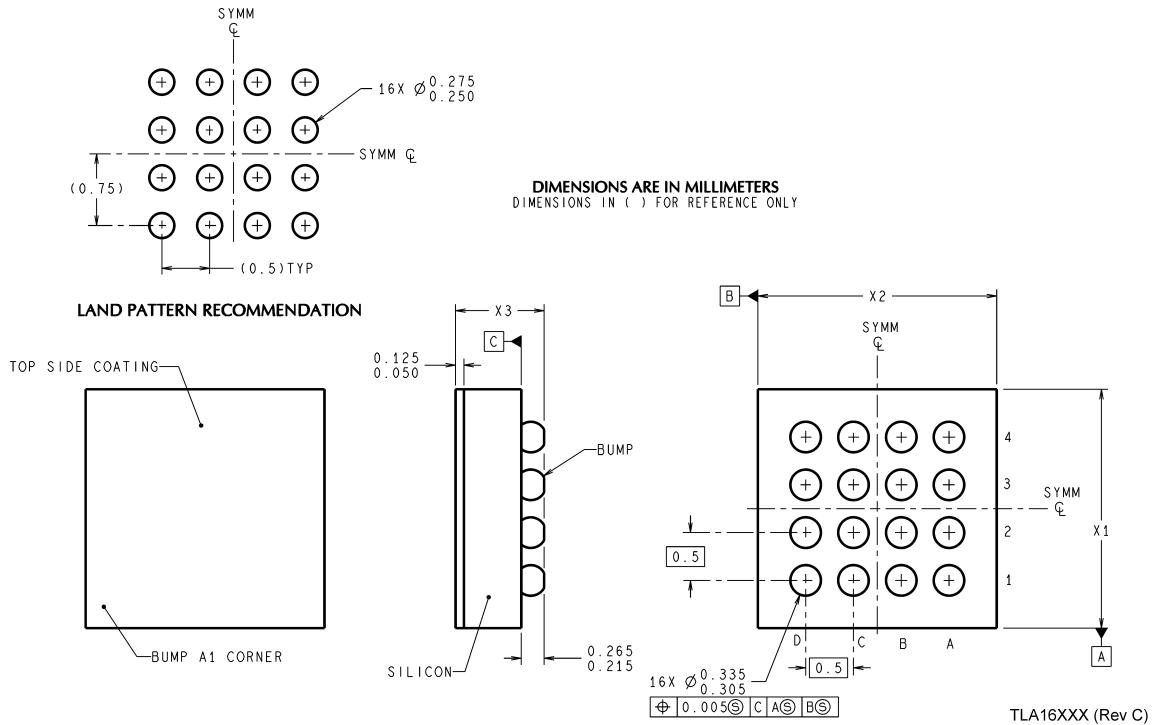 SYMM
℄
16X Ø0.275
0.250
SYMM ℄
(0.75)
(0.5)TYP
DIMENSIONS ARE IN MILLIMETERS
DIMENSIONS IN ( ) FOR REFERENCE ONLY
LAND PATTERN RECOMMENDATION
TOP SIDE COATING
BUMP A1 CORNER
X3
C
0.125
0.050
BUMP
SILICON
0.265
0.215
B
X2
SYMM
℄
4
3
SYMM
℄
2
X1
0.5
1
D C B A
0.5
A
16X Ø0.335
0.305
⌖ 0.005Ⓢ C AⓈ BⓈ
TLA16XXX (Rev C)